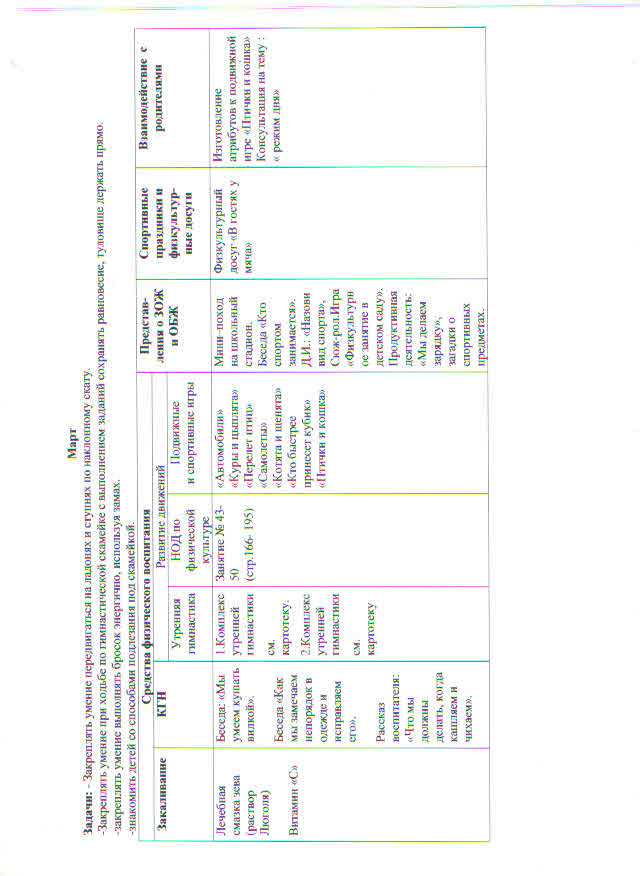 Март
Задачи: - Закреплять умение передвигаться на ладонях и ступнях по наклонному скату.
-Закреплять умение при ходьбе по гимнастической скамейке с выполнением заданий сохранять равновесие, туловище держать прямо.
-закреплять умение выполнять бросок энергично, используя замах.
-знакомить детей со способами подлезания под скамейкой.
Средства физического воспитания
Представ-
ления о ЗОЖ
и ОБЖ
Спортивные
праздники и
физкультур-
ные досуги
Взаимодействие с
родителями
Закаливание
КГН
Развитие движений
Утренняя
гимнастика
НОД по
физической
культуре
Подвижные
и спортивные игры
Лечебная
смазка зева
(раствор
Люголя)
Витамин «С»
Беседа: «Мы
умеем кушать
вилкой».
Беседа «Как
мы замечаем
непорядок в
одежде и
исправляем
его».
Рассказ
воспитателя:
«Что мы
должны
делать, когда
кашляем и
чихаем».
1.Комплекс
утренней
гимнастики
см.
картотеку.
2.Комплекс
утренней
гимнастики
см.
картотеку
Занятие № 43-
50
(стр.166- 195)
«Автомобили»
«Куры и цыплята»
«Перелет птиц»
«Самолеты»
«Котята и щенята»
«Кто быстрее
принесет кубик»
«Птички и кошка»
Мини-поход
на школьный
стадион.
Беседа «Кто
спортом
занимается».
Д.И.: «Назови
вид спорта».
Сюж-рол.Игра
«Физкультурн
ое занятие в
детском саду».
Продуктивная
деятельность:
«Мы делаем
зарядку»,
загадки о
спортивных
предметах.
Физкультурный
досуг «В гостях у
мяча»
Изготовление
атрибутов к подвижной
игре «Птички и кошка»
Консультация на тему :
« режим дня»